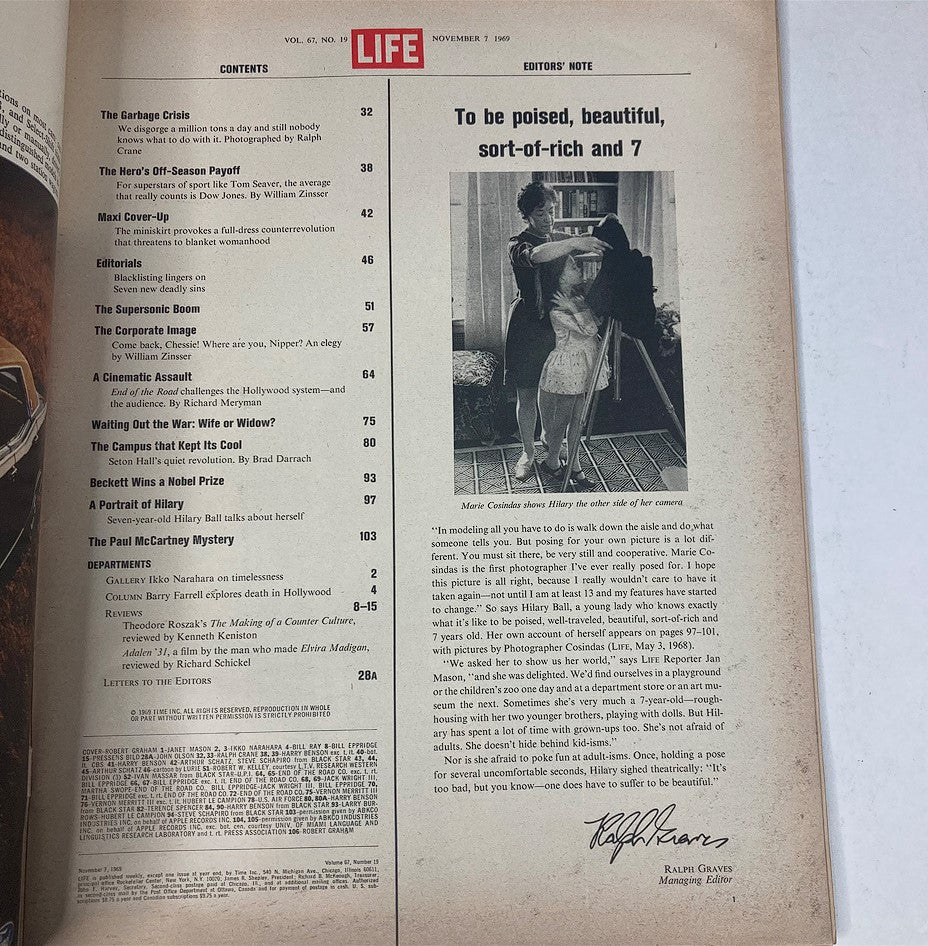 VOL. 67, NO. 19
LIFE
NOVEMBER 7 1969
CONTENTS
The Garbage Crisis 32
We disgorge a million tons a day and still nobody
knows what to do with it. Photographed by Ralph
Crane
The Hero's Off-Season Payoff 38
For superstars of sport like Tom Seaver, the average
that really counts is Dow Jones. By William Zinsser
Maxi Cover-Up 42
The miniskirt provokes a full-dress counterrevolution
that threatens to blanket womanhood
Editorials 46
Blacklisting lingers on
Seven new deadly sins
The Supersonic Boom 51
The Corporate Image 57
Come back, Chessie! Where are you, Nipper? An elegy
by William Zinsser
A Cinematic Assault 64
End of the Road challenges the Hollywood system—and
the audience. By Richard Meryman
Waiting Out the War: Wife or Widow? 75
The Campus that Kept Its Cool 80
Seton Hall's quiet revolution. By Brad Darrach
Beckett Wins a Nobel Prize 93
A Portrait of Hilary 97
Seven-year-old Hilary Ball talks about herself
The Paul McCartney Mystery 103
DEPARTMENTS
GALLERY Ikko Narahara on timelessness 2
COLUMN Barry Farrell explores death in Hollywood 4
REVIEWS 8–15
Theodore Roszak's The Making of a Counter Culture,
reviewed by Kenneth Keniston
Adalen '31, a film by the man who made Elvira Madigan,
reviewed by Richard Schickel
LETTERS TO THE EDITORS 28A
© 1969 TIME INC. ALL RIGHTS RESERVED. REPRODUCTION IN WHOLE
OR PART WITHOUT WRITTEN PERMISSION IS STRICTLY PROHIBITED
COVER-ROBERT GRAHAM 1-JANET MASON 2, 3-IKKO NARAHARA 4-BILL RAY 8-BILL EPPRIDGE
November 7, 1969
Volume 67, Number 19
EDITORS' NOTE
To be poised, beautiful,
sort-of-rich and 7
Marie Cosindas shows Hilary the other side of her camera
"In modeling all you have to do is walk down the aisle and do what
someone tells you. But posing for your own picture is a lot dif-
ferent. You must sit there, be very still and cooperative. Marie Co-
sindas is the first photographer I've ever really posed for. I hope
this picture is all right, because I really wouldn't care to have it
taken again—not until I am at least 13 and my features have started
to change." So says Hilary Ball, a young lady who knows exactly
what it's like to be poised, well-traveled, beautiful, sort-of-rich and
7 years old. Her own account of herself appears on pages 97–101,
with pictures by Photographer Cosindas (LIFE, May 3, 1968).
"We asked her to show us her world," says LIFE Reporter Jan
Mason, "and she was delighted. We'd find ourselves in a playground
or the children's zoo one day and at a department store or an art mu-
seum the next. Sometimes she's very much a 7-year-old—rough-
housing with her two younger brothers, playing with dolls. But Hil-
ary has spent a lot of time with grown-ups too. She's not afraid of
adults. She doesn't hide behind kid-isms."
Nor is she afraid to poke fun at adult-isms. Once, holding a pose
for several uncomfortable seconds, Hilary sighed theatrically: "It's
too bad, but you know—one does have to suffer to be beautiful."
Ralph Graves
RALPH GRAVES
Managing Editor
1